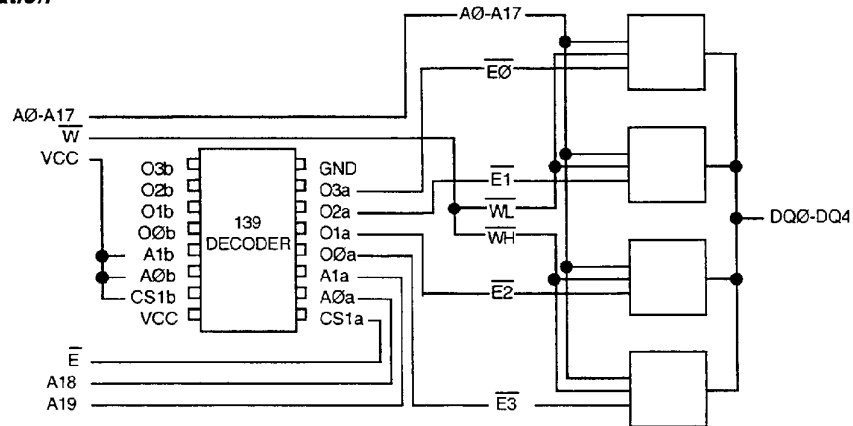 AØ-A17
EØ
AØ-A17
W
VCC
O3b GND
O2b O3a
E1
O1b O2a
WL
DQØ-DQ4
139
OØb O1a
DECODER
WH
A1b OØa
AØb A1a
E2
CS1b AØa
VCC CS1a
E
A18
A19
E3